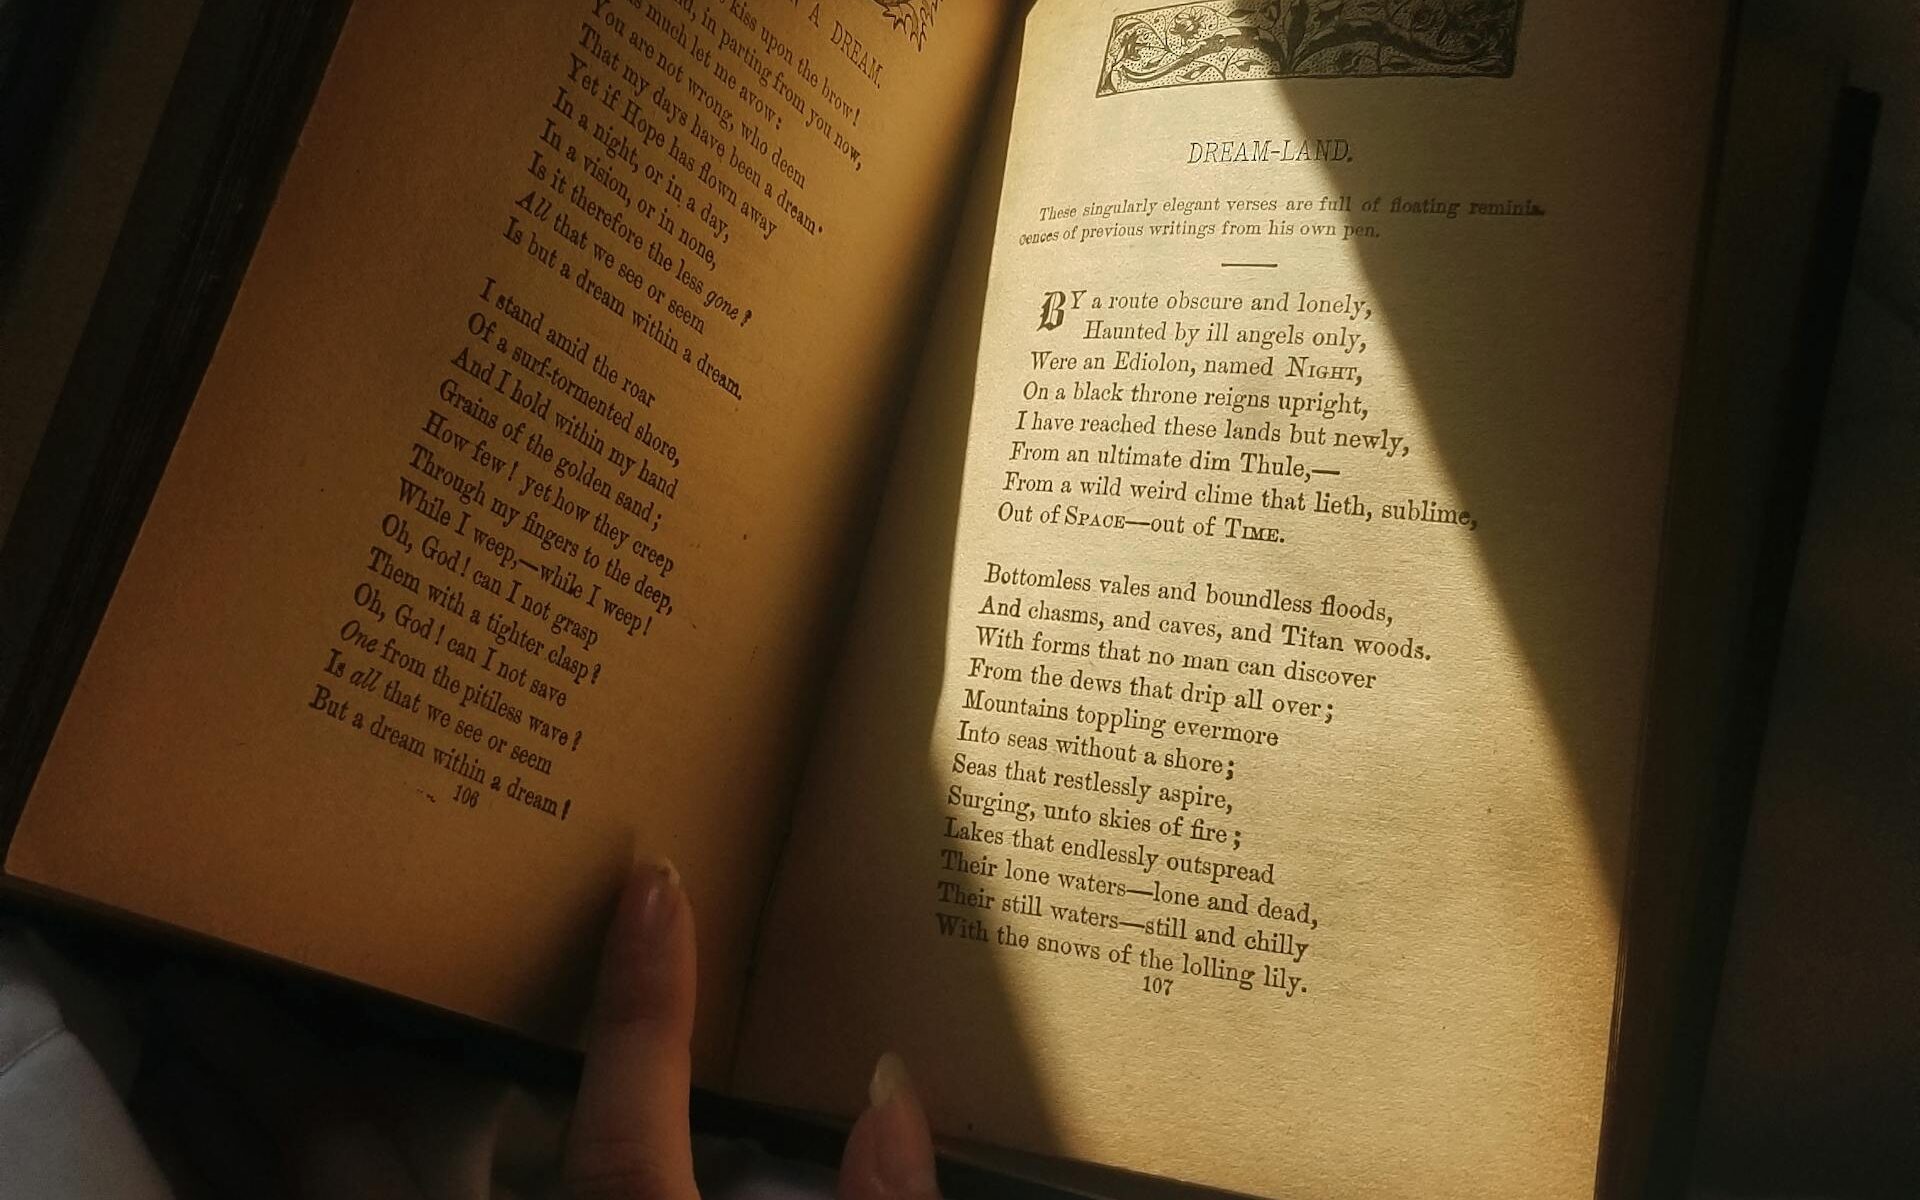 A DREAM.
kiss upon the brow!
in parting from you now,
much let me avow:
You are not wrong, who deem
That my days have been a dream.
Yet if Hope has flown away
In a night, or in a day,
In a vision, or in none,
Is it therefore the less gone?
All that we see or seem
Is but a dream within a dream.
I stand amid the roar
Of a surf-tormented shore,
And I hold within my hand
Grains of the golden sand;
How few! yet how they creep
Through my fingers to the deep,
While I weep,—while I weep!
Oh, God! can I not grasp
Them with a tighter clasp?
Oh, God! can I not save
One from the pitiless wave?
Is all that we see or seem
But a dream within a dream!
106
DREAM-LAND.
These singularly elegant verses are full of floating reminis-
cences of previous writings from his own pen.
BY a route obscure and lonely,
Haunted by ill angels only,
Were an Ediolon, named NIGHT,
On a black throne reigns upright,
I have reached these lands but newly,
From an ultimate dim Thule,—
From a wild weird clime that lieth, sublime,
Out of SPACE—out of TIME.
Bottomless vales and boundless floods,
And chasms, and caves, and Titan woods.
With forms that no man can discover
From the dews that drip all over;
Mountains toppling evermore
Into seas without a shore;
Seas that restlessly aspire,
Surging, unto skies of fire;
Lakes that endlessly outspread
Their lone waters—lone and dead,
Their still waters—still and chilly
With the snows of the lolling lily.
107